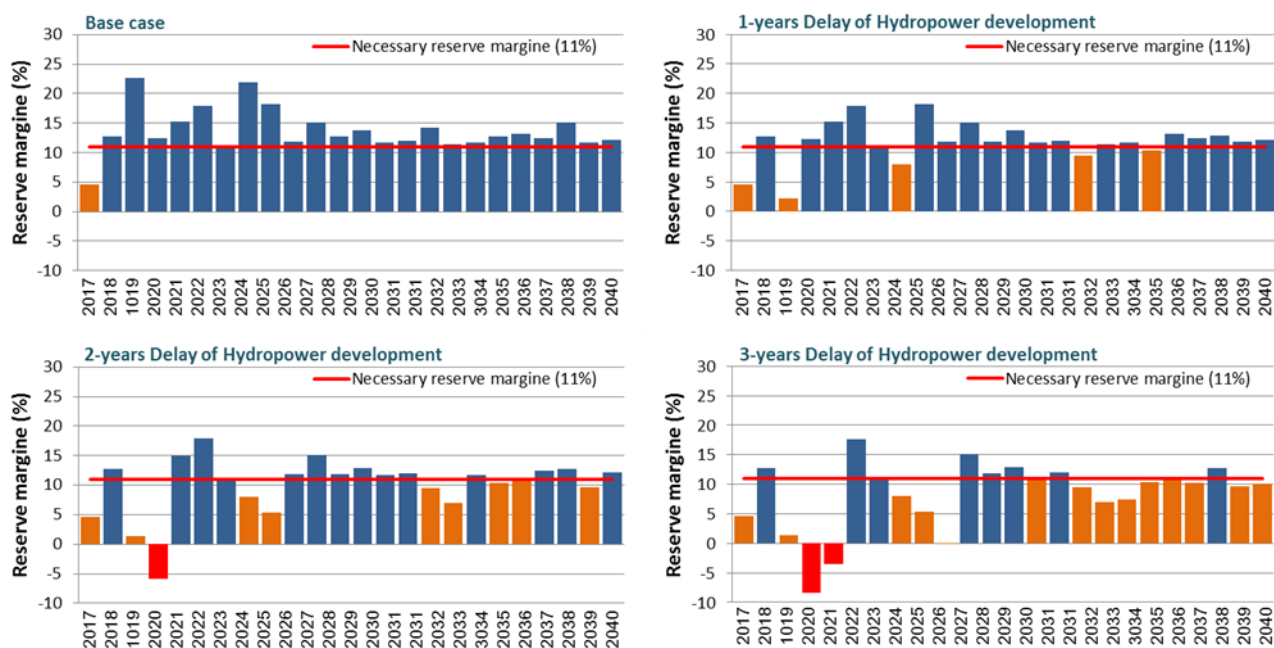 Base case
Necessary reserve margine (11%)
Reserve margine (%)
30
25
20
15
10
5
0
-5
-10
2017 2018 1019 2020 2021 2022 2023 2024 2025 2026 2027 2028 2029 2030 2031 2031 2032 2033 3034 2035 2036 2037 2038 2039 2040
1-years Delay of Hydropower development
Necessary reserve margine (11%)
Reserve margine (%)
30
25
20
15
10
5
0
-5
-10
2017 2018 1019 2020 2021 2022 2023 2024 2025 2026 2027 2028 2029 2030 2031 2031 2032 2033 3034 2035 2036 2037 2038 2039 2040
2-years Delay of Hydropower development
Necessary reserve margine (11%)
Reserve margine (%)
30
25
20
15
10
5
0
-5
-10
2017 2018 1019 2020 2021 2022 2023 2024 2025 2026 2027 2028 2029 2030 2031 2031 2032 2033 3034 2035 2036 2037 2038 2039 2040
3-years Delay of Hydropower development
Necessary reserve margine (11%)
Reserve margine (%)
30
25
20
15
10
5
0
-5
-10
2017 2018 1019 2020 2021 2022 2023 2024 2025 2026 2027 2028 2029 2030 2031 2031 2032 2033 3034 2035 2036 2037 2038 2039 2040